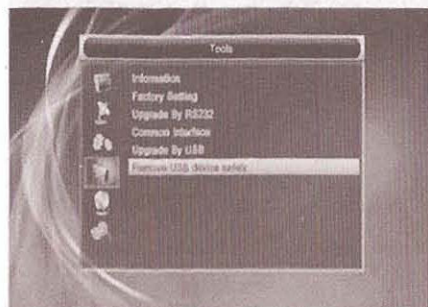 Tools
Information
Factory Setting
Upgrade By RS232
Common Interface
Upgrade By USB
Remove USB device safely